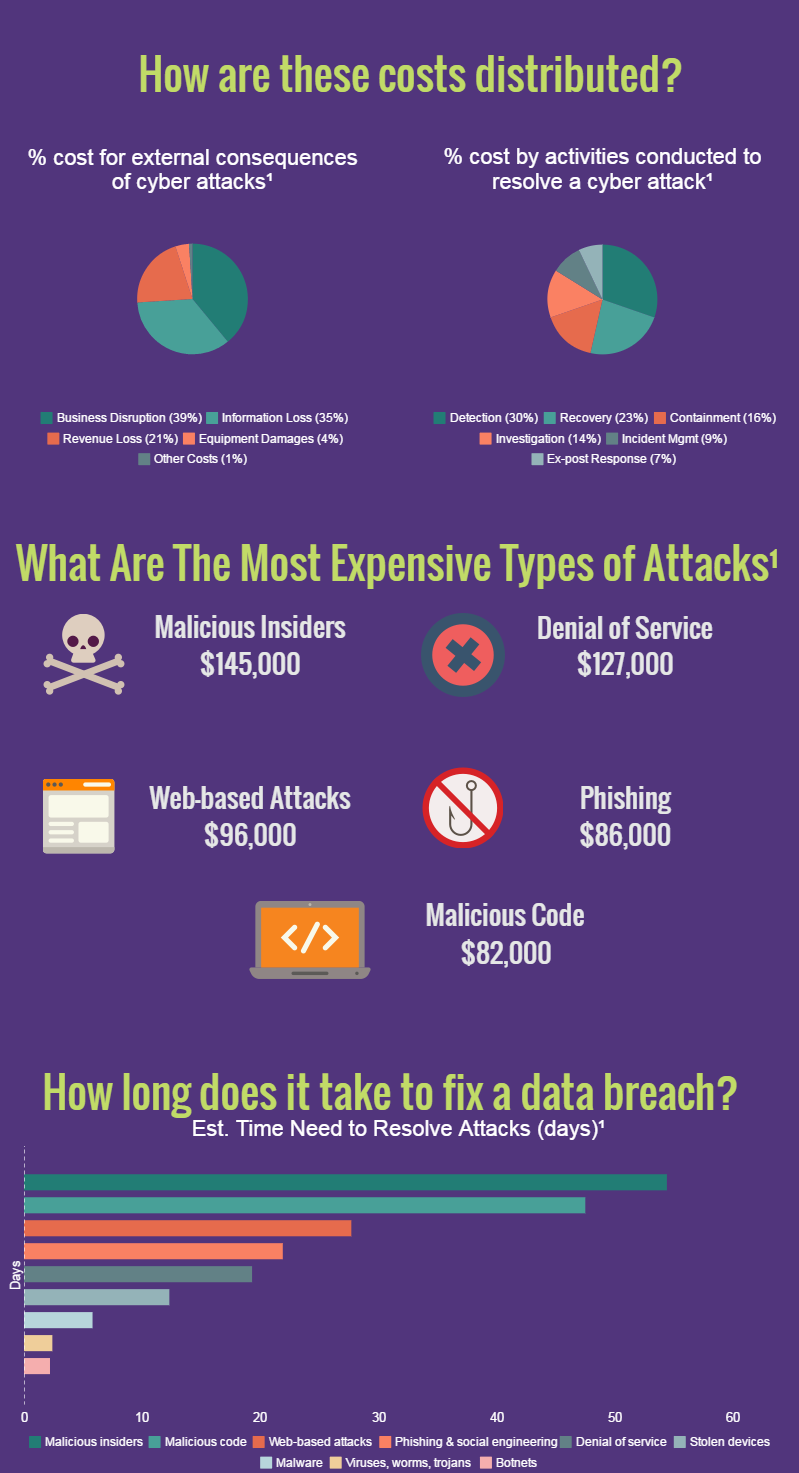 How are these costs distributed?
% cost for external consequences
of cyber attacks¹
% cost by activities conducted to
resolve a cyber attack¹
Business Disruption (39%) Information Loss (35%)
Revenue Loss (21%) Equipment Damages (4%)
Other Costs (1%)
Detection (30%) Recovery (23%) Containment (16%)
Investigation (14%) Incident Mgmt (9%)
Ex-post Response (7%)
What Are The Most Expensive Types of Attacks¹
Malicious Insiders
$145,000
Denial of Service
$127,000
Web-based Attacks
$96,000
Phishing
$86,000
</>
Malicious Code
$82,000
How long does it take to fix a data breach?
Est. Time Need to Resolve Attacks (days)¹
Days
0 10 20 30 40 50 60
Malicious insiders Malicious code Web-based attacks Phishing & social engineering Denial of service Stolen devices
Malware Viruses, worms, trojans Botnets